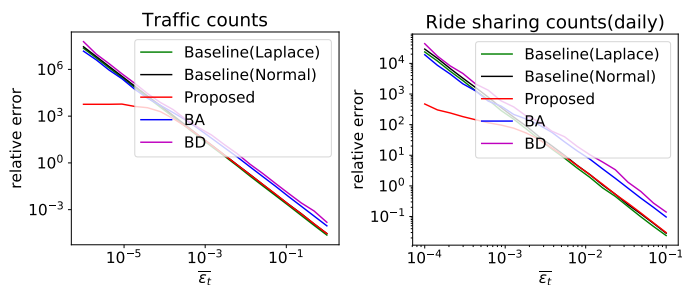 Traffic counts
relative error
10^6
10^3
10^0
10^−3
Baseline(Laplace)
Baseline(Normal)
Proposed
BA
BD
10^−5
10^−3
10^−1
ε̅_t
Ride sharing counts(daily)
relative error
10^4
10^3
10^2
10^1
10^0
10^−1
Baseline(Laplace)
Baseline(Normal)
Proposed
BA
BD
10^−4
10^−3
10^−2
10^−1
ε̅_t